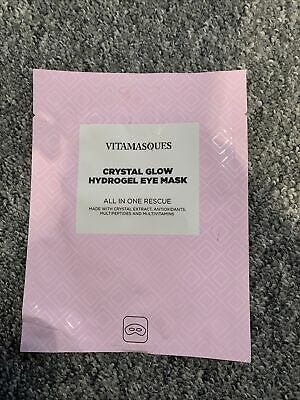 VITAMASQUES
CRYSTAL GLOW
HYDROGEL EYE MASK
ALL IN ONE RESCUE
MADE WITH CRYSTAL EXTRACT, ANTIOXIDANTS,
MULTIPEPTIDES AND MULTIVITAMINS